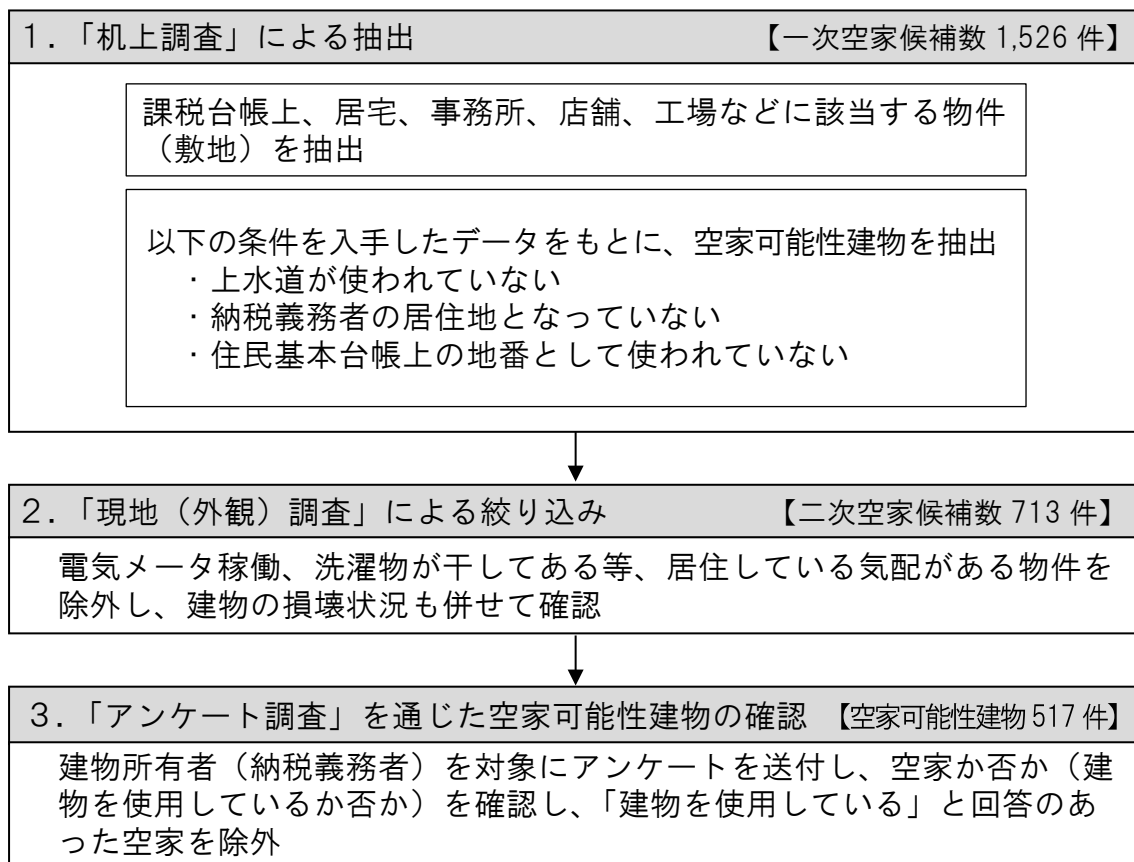 １．「机上調査」による抽出 【一次空家候補数 1,526 件】
課税台帳上、居宅、事務所、店舗、工場などに該当する物件
（敷地）を抽出
以下の条件を入手したデータをもとに、空家可能性建物を抽出
・上水道が使われていない
・納税義務者の居住地となっていない
・住民基本台帳上の地番として使われていない
２．「現地（外観）調査」による絞り込み 【二次空家候補数 713 件】
電気メータ稼働、洗濯物が干してある等、居住している気配がある物件を
除外し、建物の損壊状況も併せて確認
３．「アンケート調査」を通じた空家可能性建物の確認 【空家可能性建物 517 件】
建物所有者（納税義務者）を対象にアンケートを送付し、空家か否か（建
物を使用しているか否か）を確認し、「建物を使用している」と回答のあ
った空家を除外